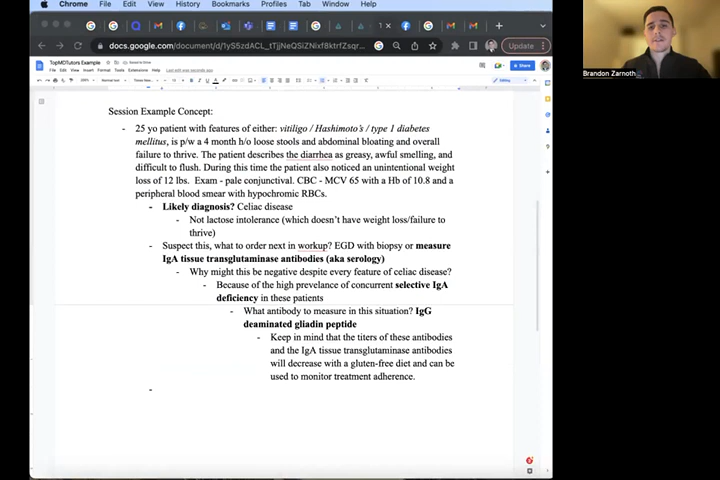 Chrome File Edit View History Bookmarks Profiles Tab Window Help
docs.google.com/document/d/1yS5zdACL_tTjjNeQSiZNixf8ktrfZsqr... Update
TopMDTutors Example
File Edit View Insert Format Tools Extensions Help
Share
Editing
Brandon Zarnoth
Session Example Concept:
- 25 yo patient with features of either: vitiligo / Hashimoto's / type 1 diabetes
mellitus, is p/w a 4 month h/o loose stools and abdominal bloating and overall
failure to thrive. The patient describes the diarrhea as greasy, awful smelling, and
difficult to flush. During this time the patient also noticed an unintentional weight
loss of 12 lbs. Exam - pale conjunctival. CBC - MCV 65 with a Hb of 10.8 and a
peripheral blood smear with hypochromic RBCs.
- Likely diagnosis? Celiac disease
- Not lactose intolerance (which doesn't have weight loss/failure to
thrive)
- Suspect this, what to order next in workup? EGD with biopsy or measure
IgA tissue transglutaminase antibodies (aka serology)
- Why might this be negative despite every feature of celiac disease?
- Because of the high prevelance of concurrent selective IgA
deficiency in these patients
- What antibody to measure in this situation? IgG
deaminated gliadin peptide
- Keep in mind that the titers of these antibodies
and the IgA tissue transglutaminase antibodies
will decrease with a gluten-free diet and can be
used to monitor treatment adherence.
-